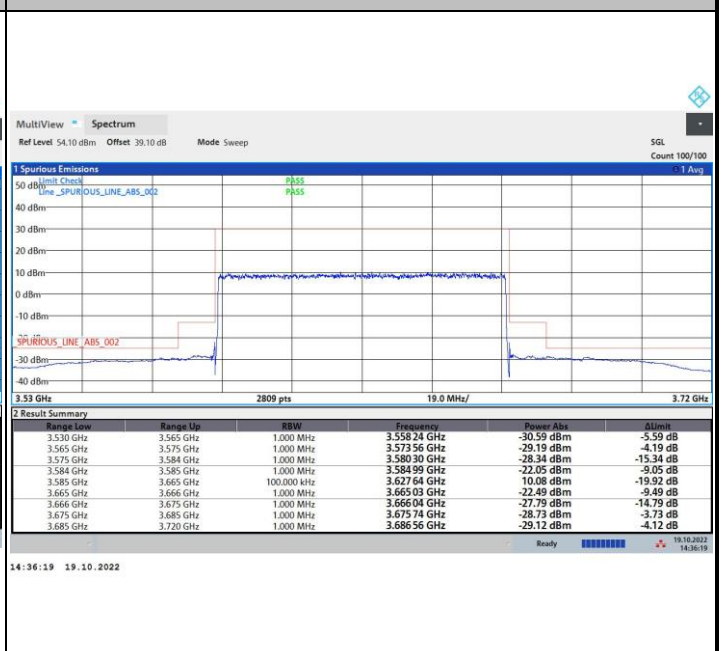 MultiView Spectrum
Ref Level 54.10 dBm Offset 39.10 dB Mode Sweep SGL
Count 100/100
1 Spurious Emissions 1 Avg
Limit Check PASS
50 dBm
Line _SPURIOUS_LINE_ABS_002 PASS
40 dBm
30 dBm
20 dBm
10 dBm
0 dBm
-10 dBm
_SPURIOUS_LINE_ABS_002
-30 dBm
-40 dBm
3.53 GHz 2809 pts 19.0 MHz/ 3.72 GHz
2 Result Summary
Range Low Range Up RBW Frequency Power Abs ΔLimit
3.530 GHz 3.565 GHz 1.000 MHz 3.558 24 GHz -30.59 dBm -5.59 dB
3.565 GHz 3.575 GHz 1.000 MHz 3.573 56 GHz -29.19 dBm -4.19 dB
3.575 GHz 3.584 GHz 1.000 MHz 3.580 30 GHz -28.34 dBm -15.34 dB
3.584 GHz 3.585 GHz 1.000 MHz 3.584 99 GHz -22.05 dBm -9.05 dB
3.585 GHz 3.665 GHz 100.000 kHz 3.627 64 GHz 10.08 dBm -19.92 dB
3.665 GHz 3.666 GHz 1.000 MHz 3.665 03 GHz -22.49 dBm -9.49 dB
3.666 GHz 3.675 GHz 1.000 MHz 3.666 04 GHz -27.79 dBm -14.79 dB
3.675 GHz 3.685 GHz 1.000 MHz 3.675 74 GHz -28.73 dBm -3.73 dB
3.685 GHz 3.720 GHz 1.000 MHz 3.686 56 GHz -29.12 dBm -4.12 dB
Ready 19.10.2022
14:36:19
14:36:19 19.10.2022